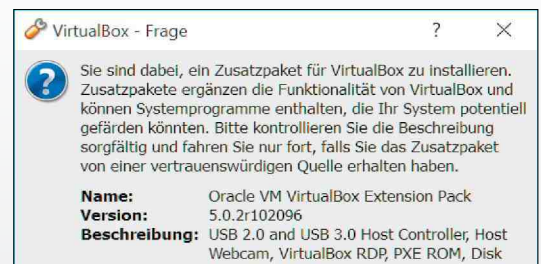 VirtualBox - Frage
Sie sind dabei, ein Zusatzpaket für VirtualBox zu installieren.
Zusatzpakete ergänzen die Funktionalität von VirtualBox und
können Systemprogramme enthalten, die Ihr System potentiell
gefärden könnten. Bitte kontrollieren Sie die Beschreibung
sorgfältig und fahren Sie nur fort, falls Sie das Zusatzpaket
von einer vertrauenswürdigen Quelle erhalten haben.
Name: Oracle VM VirtualBox Extension Pack
Version: 5.0.2r102096
Beschreibung: USB 2.0 and USB 3.0 Host Controller, Host
Webcam, VirtualBox RDP, PXE ROM, Disk